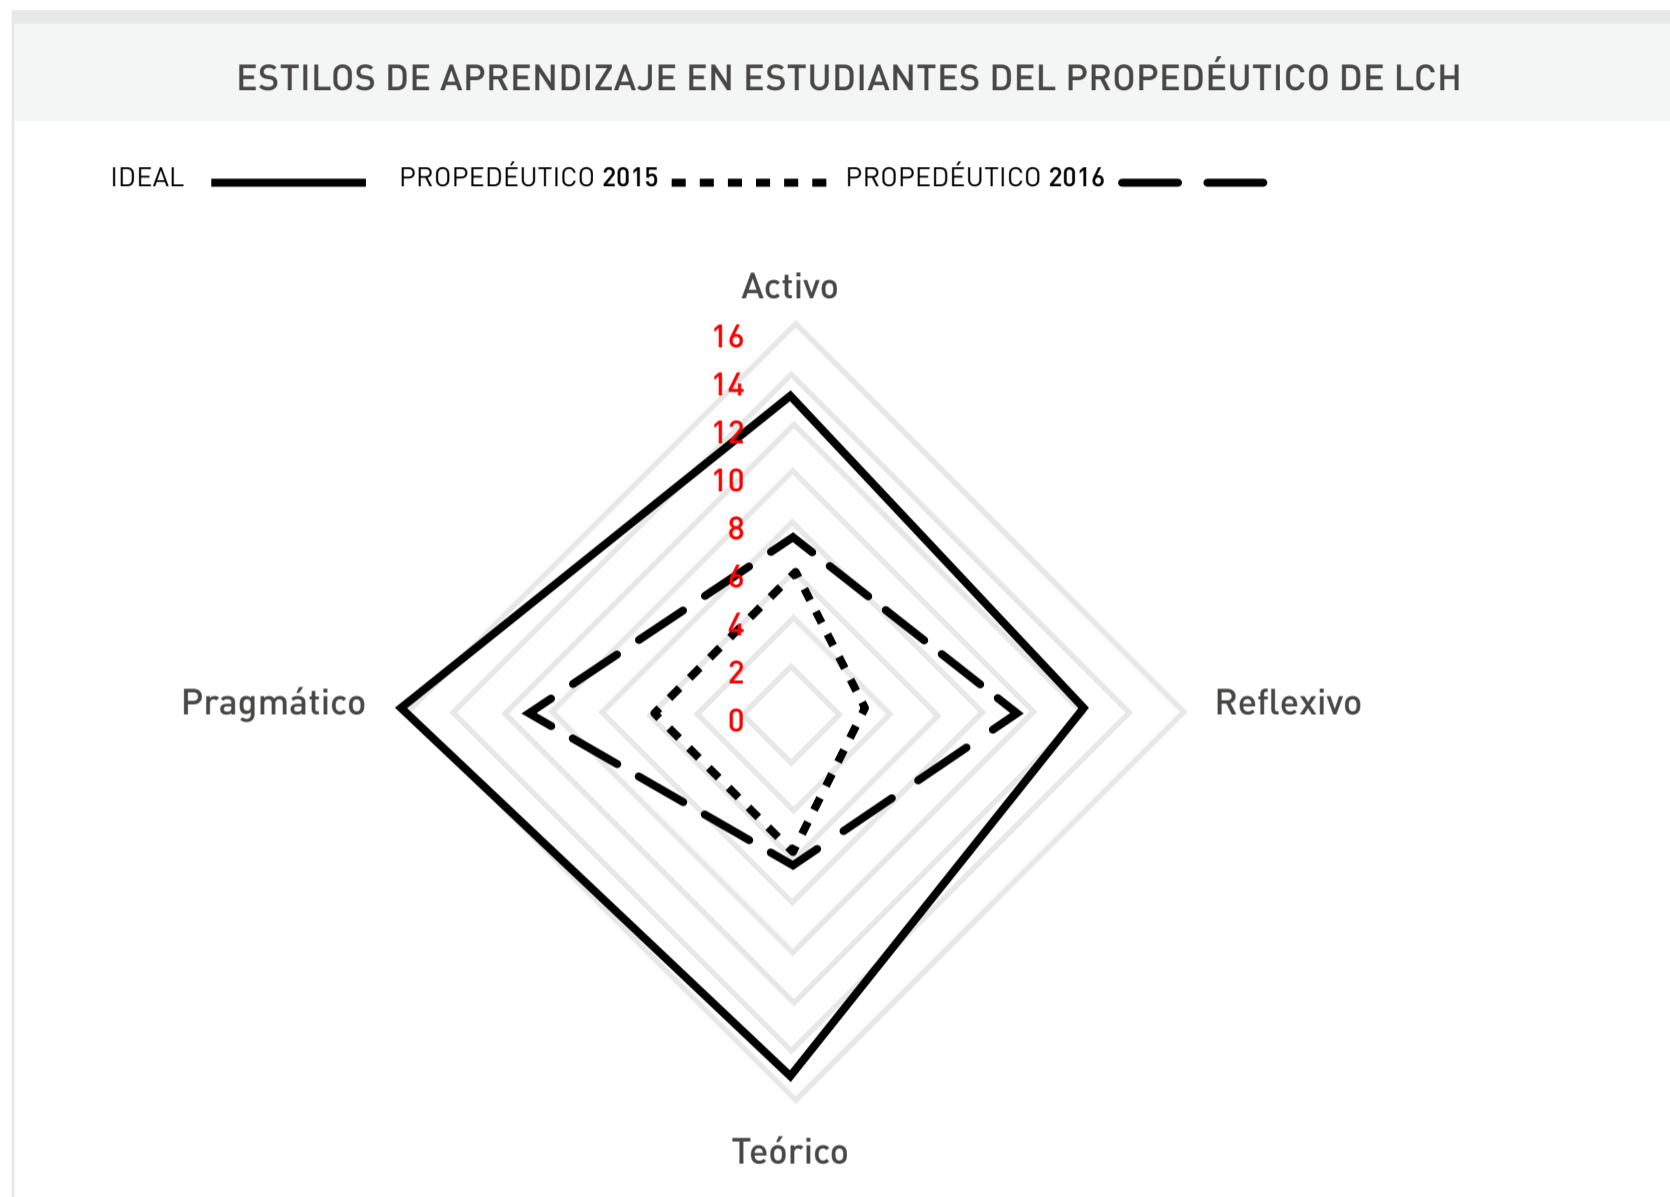 ESTILOS DE APRENDIZAJE EN ESTUDIANTES DEL PROPEDÉUTICO DE LCH
IDEAL PROPEDÉUTICO 2015 PROPEDÉUTICO 2016
Activo
16
14
12
10
8
6
4
2
0
Pragmático
Reflexivo
Teórico